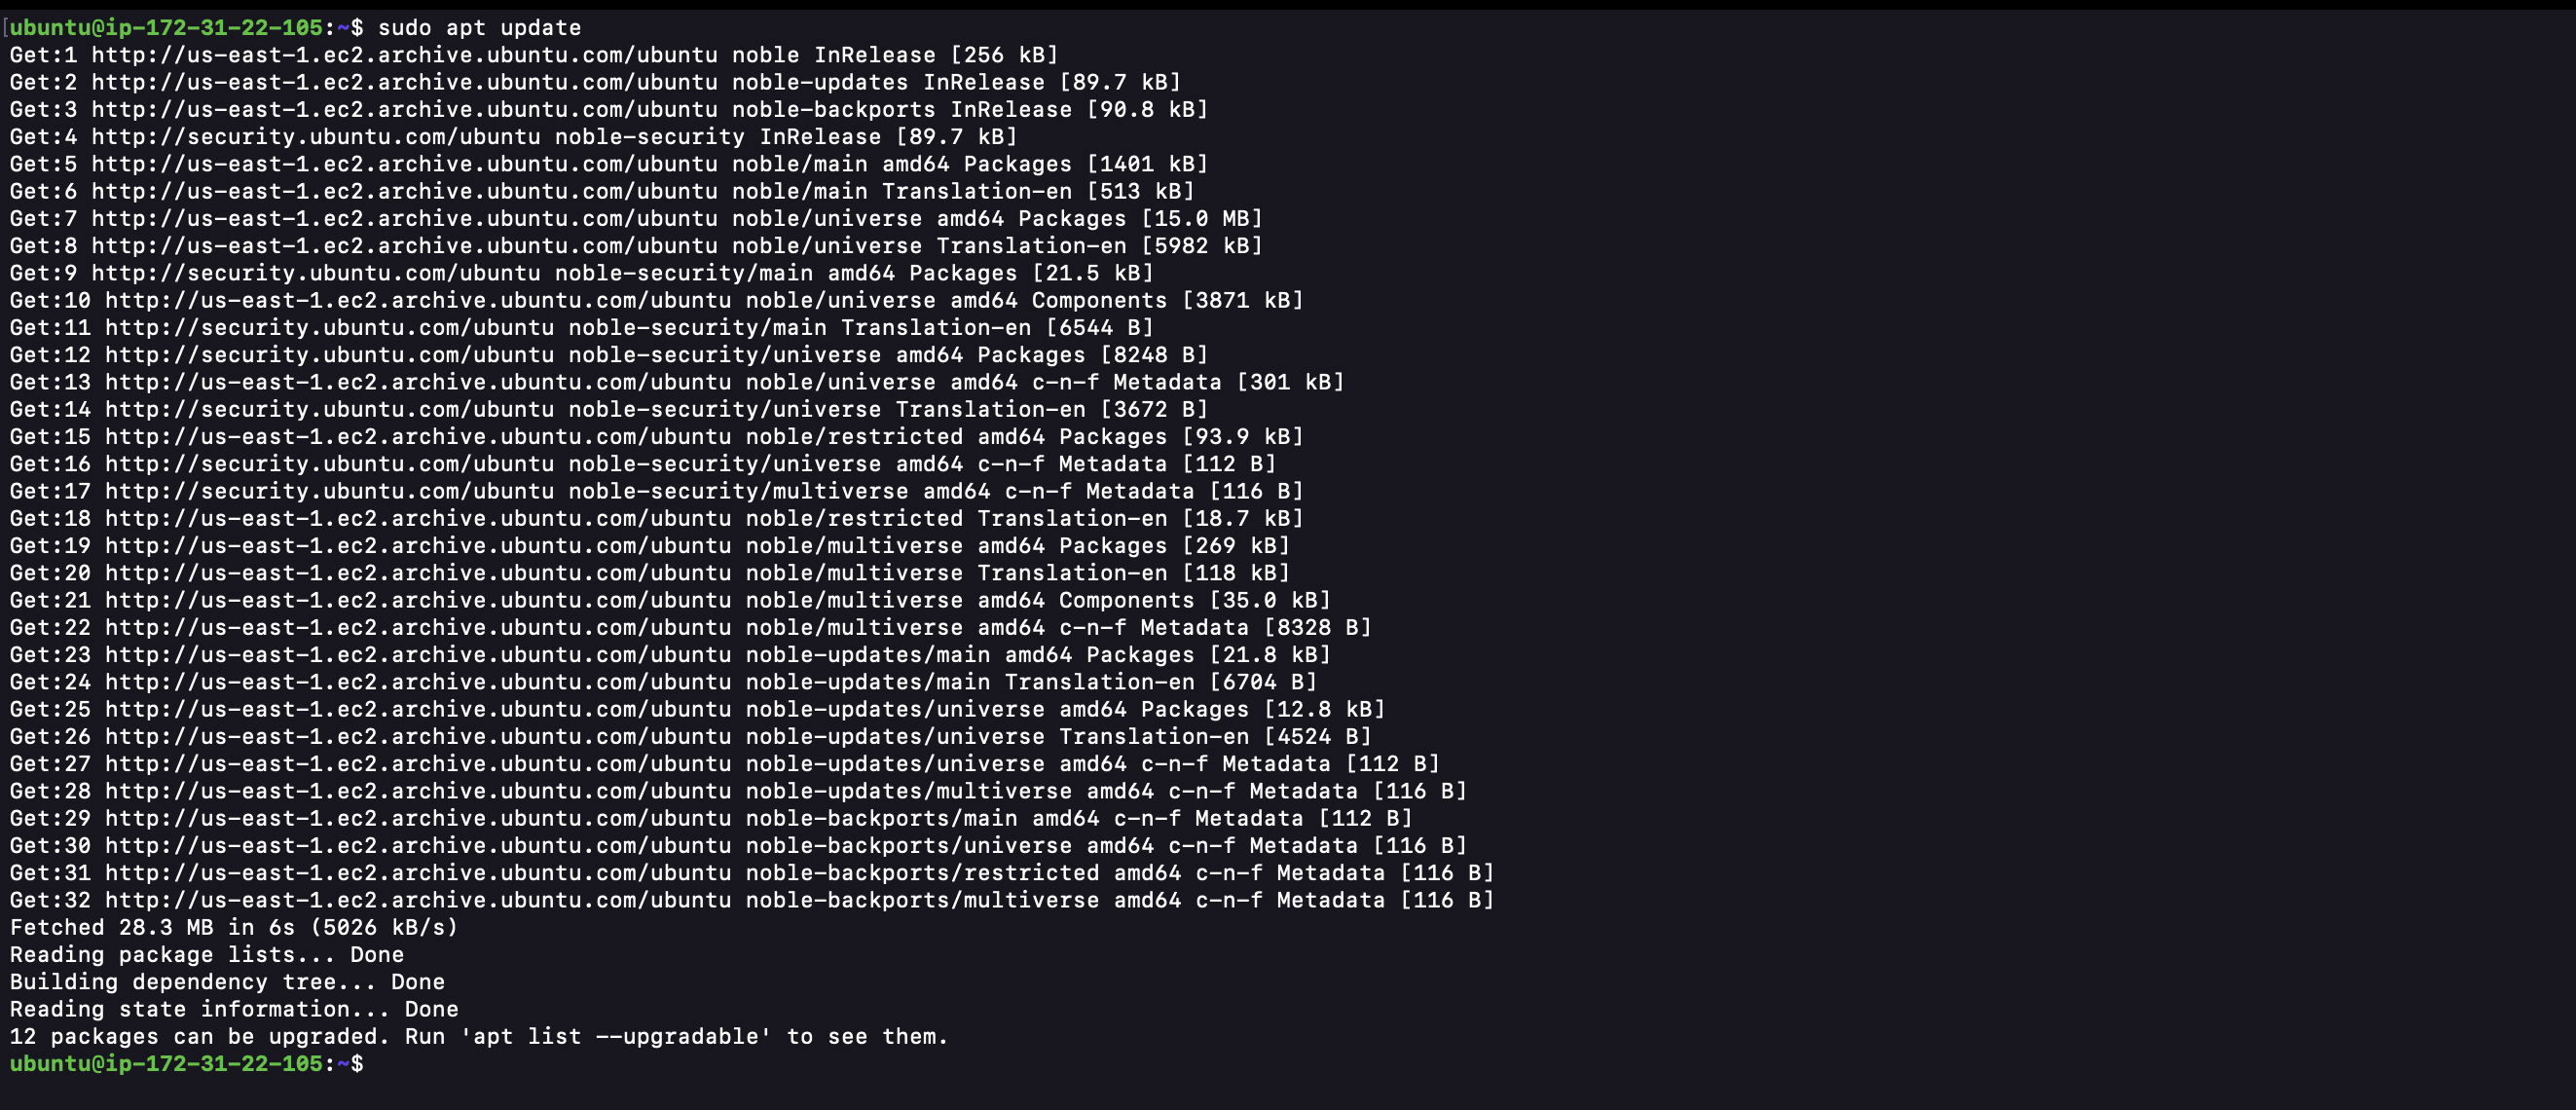 ubuntu@ip-172-31-22-105:~$ sudo apt update
Get:1 http://us-east-1.ec2.archive.ubuntu.com/ubuntu noble InRelease [256 kB]
Get:2 http://us-east-1.ec2.archive.ubuntu.com/ubuntu noble-updates InRelease [89.7 kB]
Get:3 http://us-east-1.ec2.archive.ubuntu.com/ubuntu noble-backports InRelease [90.8 kB]
Get:4 http://security.ubuntu.com/ubuntu noble-security InRelease [89.7 kB]
Get:5 http://us-east-1.ec2.archive.ubuntu.com/ubuntu noble/main amd64 Packages [1401 kB]
Get:6 http://us-east-1.ec2.archive.ubuntu.com/ubuntu noble/main Translation-en [513 kB]
Get:7 http://us-east-1.ec2.archive.ubuntu.com/ubuntu noble/universe amd64 Packages [15.0 MB]
Get:8 http://us-east-1.ec2.archive.ubuntu.com/ubuntu noble/universe Translation-en [5982 kB]
Get:9 http://security.ubuntu.com/ubuntu noble-security/main amd64 Packages [21.5 kB]
Get:10 http://us-east-1.ec2.archive.ubuntu.com/ubuntu noble/universe amd64 Components [3871 kB]
Get:11 http://security.ubuntu.com/ubuntu noble-security/main Translation-en [6544 B]
Get:12 http://security.ubuntu.com/ubuntu noble-security/universe amd64 Packages [8248 B]
Get:13 http://us-east-1.ec2.archive.ubuntu.com/ubuntu noble/universe amd64 c-n-f Metadata [301 kB]
Get:14 http://security.ubuntu.com/ubuntu noble-security/universe Translation-en [3672 B]
Get:15 http://us-east-1.ec2.archive.ubuntu.com/ubuntu noble/restricted amd64 Packages [93.9 kB]
Get:16 http://security.ubuntu.com/ubuntu noble-security/universe amd64 c-n-f Metadata [112 B]
Get:17 http://security.ubuntu.com/ubuntu noble-security/multiverse amd64 c-n-f Metadata [116 B]
Get:18 http://us-east-1.ec2.archive.ubuntu.com/ubuntu noble/restricted Translation-en [18.7 kB]
Get:19 http://us-east-1.ec2.archive.ubuntu.com/ubuntu noble/multiverse amd64 Packages [269 kB]
Get:20 http://us-east-1.ec2.archive.ubuntu.com/ubuntu noble/multiverse Translation-en [118 kB]
Get:21 http://us-east-1.ec2.archive.ubuntu.com/ubuntu noble/multiverse amd64 Components [35.0 kB]
Get:22 http://us-east-1.ec2.archive.ubuntu.com/ubuntu noble/multiverse amd64 c-n-f Metadata [8328 B]
Get:23 http://us-east-1.ec2.archive.ubuntu.com/ubuntu noble-updates/main amd64 Packages [21.8 kB]
Get:24 http://us-east-1.ec2.archive.ubuntu.com/ubuntu noble-updates/main Translation-en [6704 B]
Get:25 http://us-east-1.ec2.archive.ubuntu.com/ubuntu noble-updates/universe amd64 Packages [12.8 kB]
Get:26 http://us-east-1.ec2.archive.ubuntu.com/ubuntu noble-updates/universe Translation-en [4524 B]
Get:27 http://us-east-1.ec2.archive.ubuntu.com/ubuntu noble-updates/universe amd64 c-n-f Metadata [112 B]
Get:28 http://us-east-1.ec2.archive.ubuntu.com/ubuntu noble-updates/multiverse amd64 c-n-f Metadata [116 B]
Get:29 http://us-east-1.ec2.archive.ubuntu.com/ubuntu noble-backports/main amd64 c-n-f Metadata [112 B]
Get:30 http://us-east-1.ec2.archive.ubuntu.com/ubuntu noble-backports/universe amd64 c-n-f Metadata [116 B]
Get:31 http://us-east-1.ec2.archive.ubuntu.com/ubuntu noble-backports/restricted amd64 c-n-f Metadata [116 B]
Get:32 http://us-east-1.ec2.archive.ubuntu.com/ubuntu noble-backports/multiverse amd64 c-n-f Metadata [116 B]
Fetched 28.3 MB in 6s (5026 kB/s)
Reading package lists... Done
Building dependency tree... Done
Reading state information... Done
12 packages can be upgraded. Run 'apt list --upgradable' to see them.
ubuntu@ip-172-31-22-105:~$